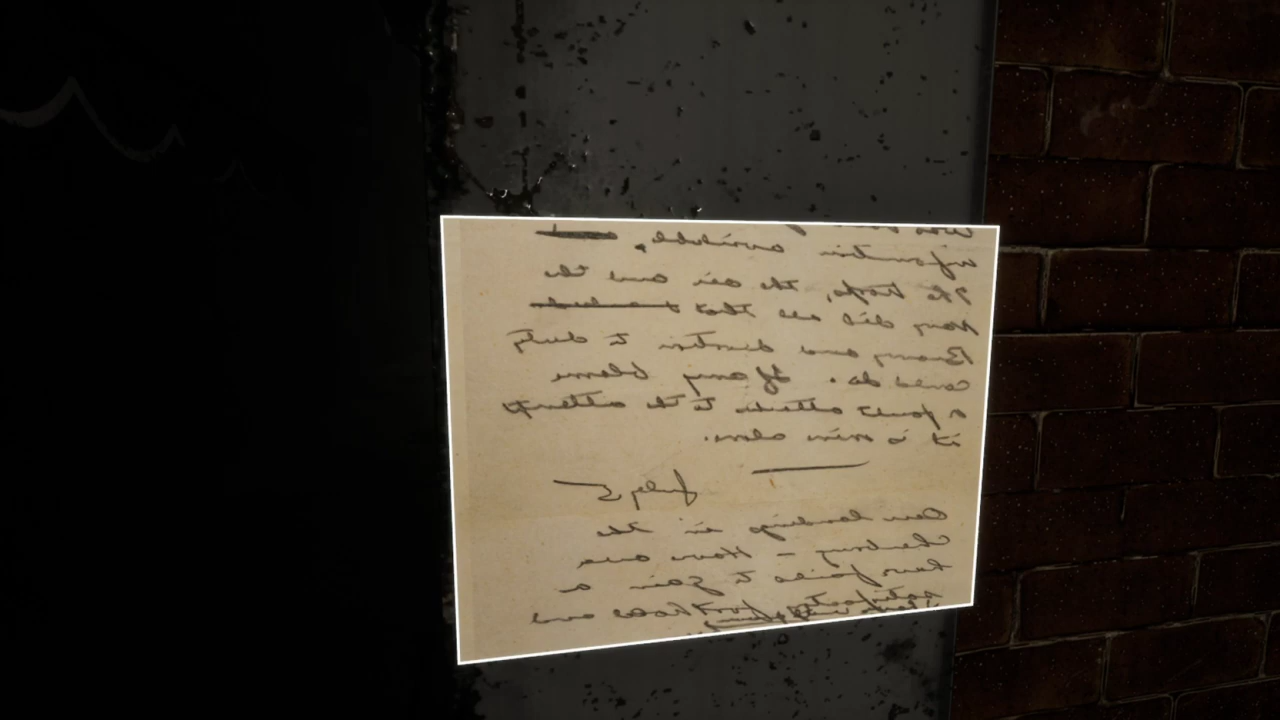 information available,
The troops, the air and the
Navy did all that
Bravery and devotion to duty
could do. If any blame
or fault attaches to the attempt
it is mine alone.
July 5
Our landings in the
Cherbourg - Havre area
have failed to gain a
satisfactory foothold and